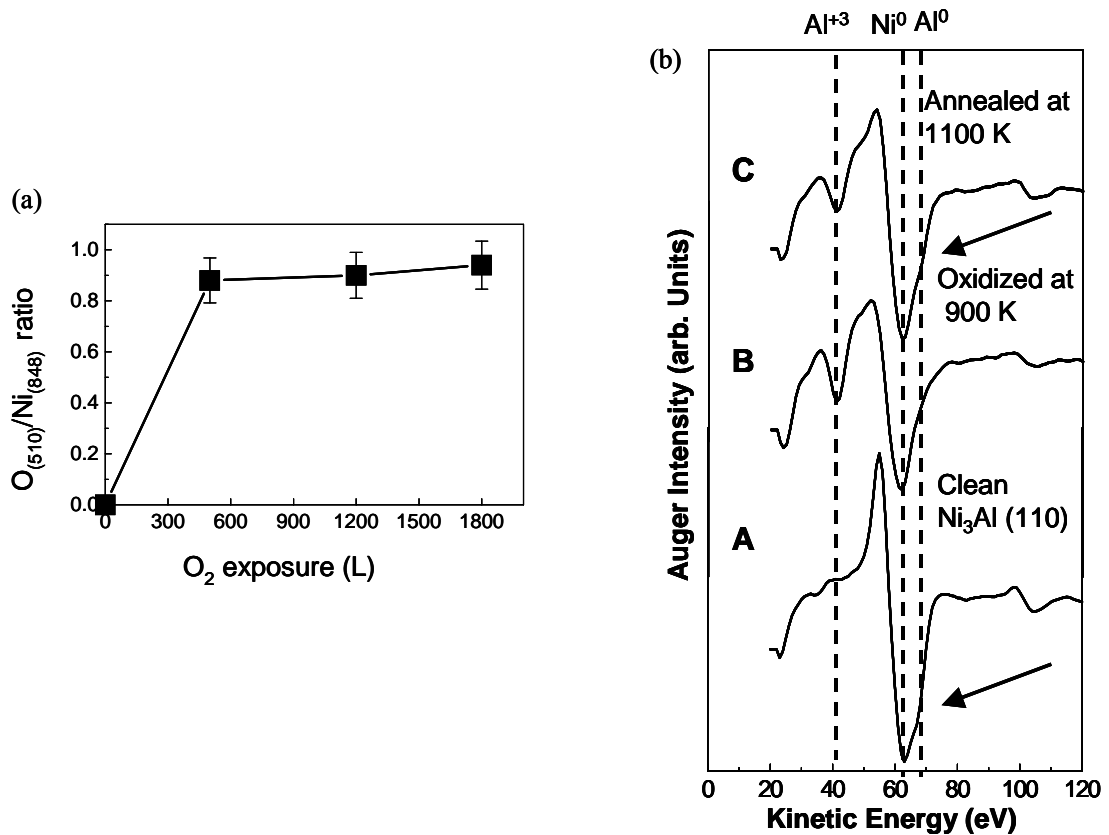 (a)
O(510)/Ni(848) ratio
1.0
0.8
0.6
0.4
0.2
0.0
0 300 600 900 1200 1500 1800
O2 exposure (L)
(b)
Al+3 Ni0 Al0
Auger Intensity (arb. Units)
C
Annealed at
1100 K
B
Oxidized at
900 K
A
Clean
Ni3Al (110)
0 20 40 60 80 100 120
Kinetic Energy (eV)